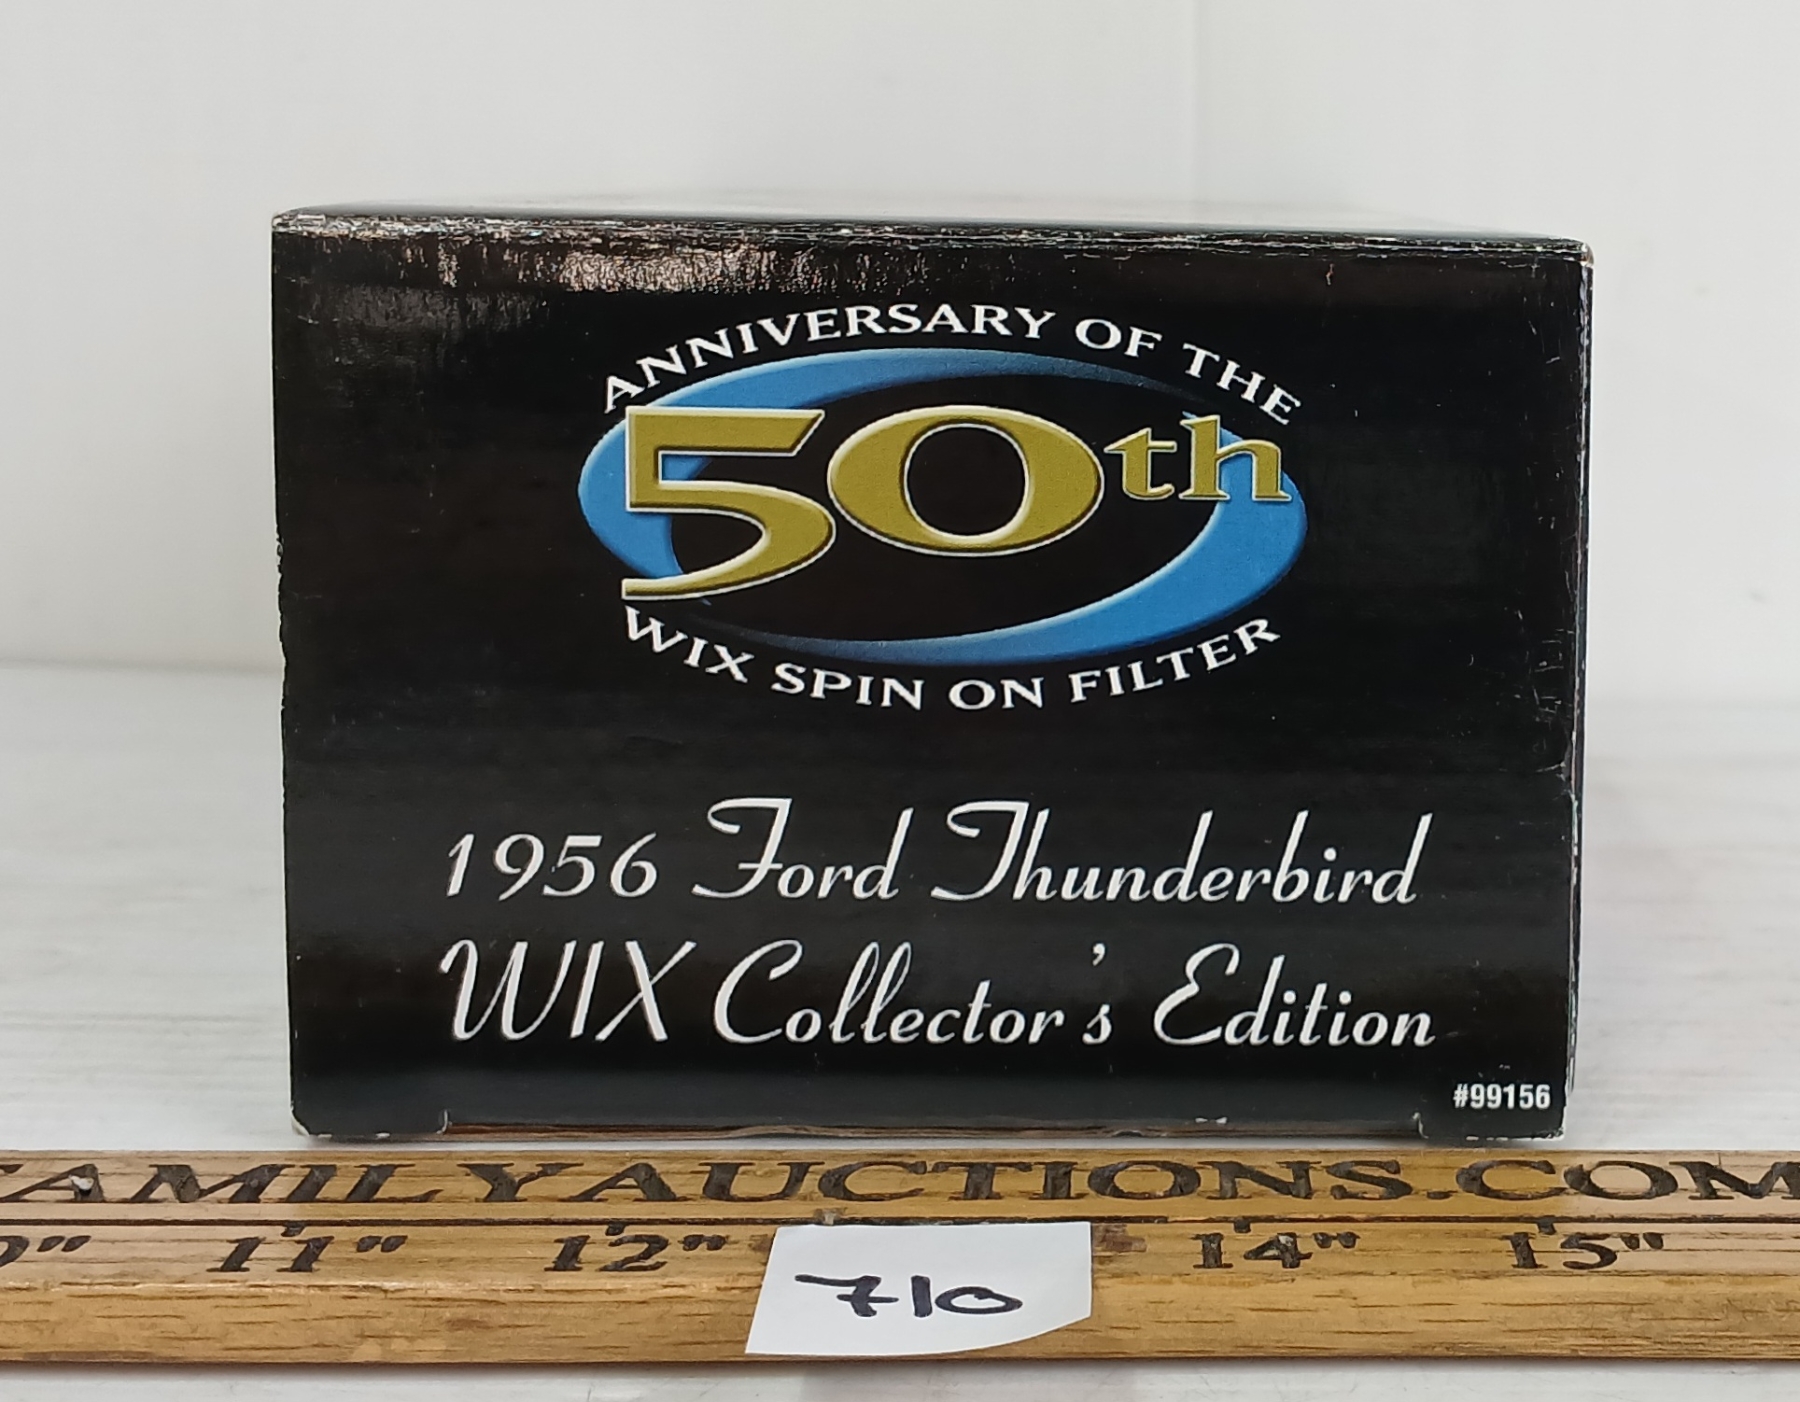 ANNIVERSARY OF THE
50th
WIX SPIN ON FILTER
1956 Ford Thunderbird
WIX Collector's Edition
#99156
AMILYAUCTIONS.COM
11" 12" 14" 15"
710